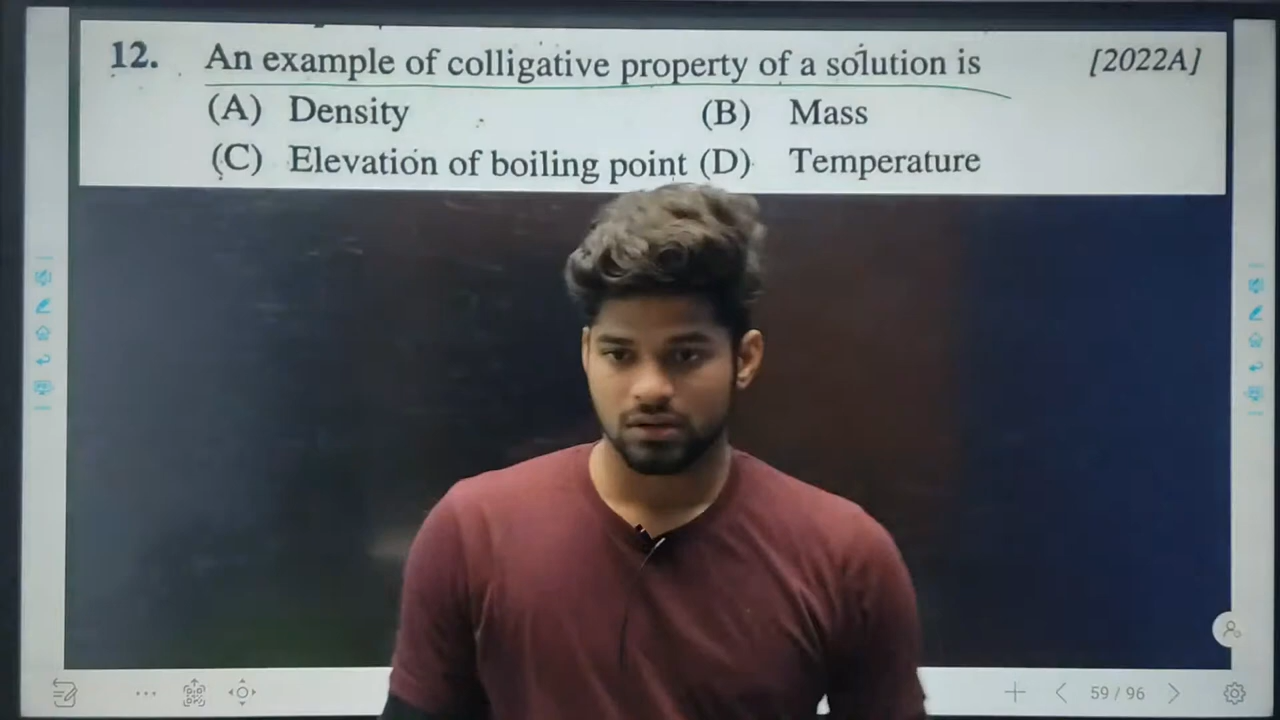 12. An example of colligative property of a solution is [2022A]
(A) Density (B) Mass
(C) Elevation of boiling point (D) Temperature
59 / 96